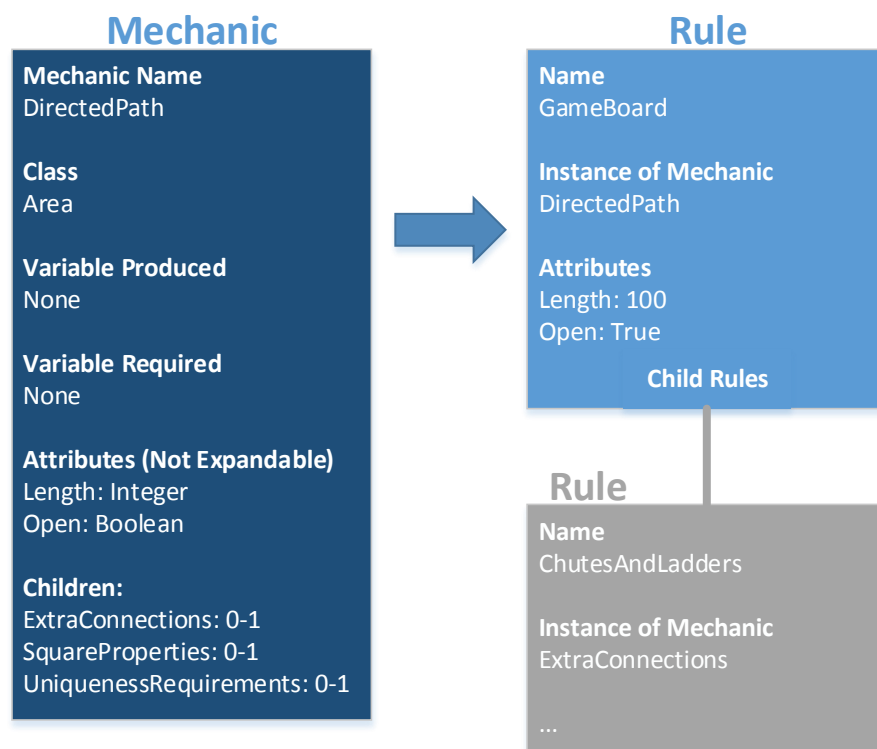 Mechanic
Mechanic Name
DirectedPath
Class
Area
Variable Produced
None
Variable Required
None
Attributes (Not Expandable)
Length: Integer
Open: Boolean
Children:
ExtraConnections: 0-1
SquareProperties: 0-1
UniquenessRequirements: 0-1
Rule
Name
GameBoard
Instance of Mechanic
DirectedPath
Attributes
Length: 100
Open: True
Child Rules
Rule
Name
ChutesAndLadders
Instance of Mechanic
ExtraConnections
...